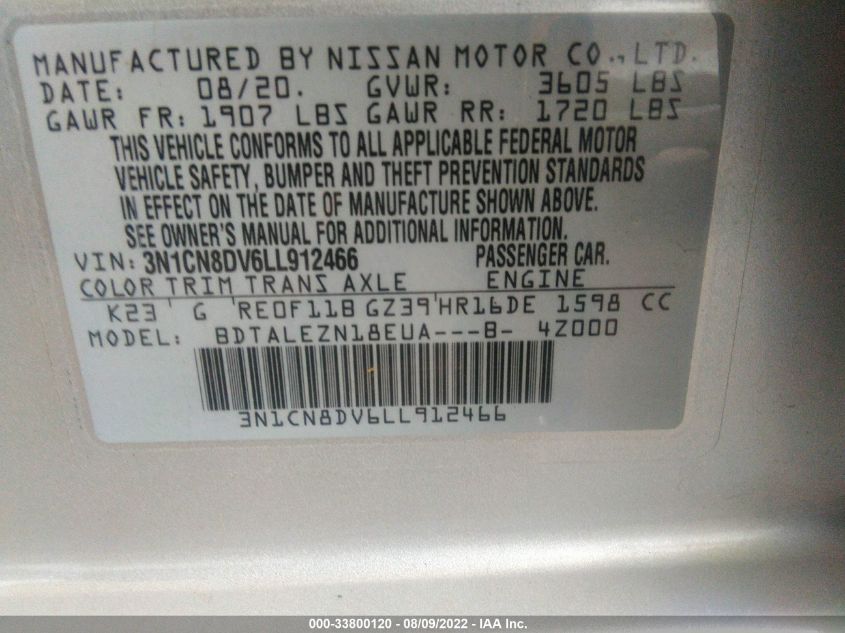 MANUFACTURED BY NISSAN MOTOR CO., LTD.
DATE: 08/20. GVWR: 3605 LBS
GAWR FR: 1907 LBS GAWR RR: 1720 LBS
THIS VEHICLE CONFORMS TO ALL APPLICABLE FEDERAL MOTOR
VEHICLE SAFETY, BUMPER AND THEFT PREVENTION STANDARDS
IN EFFECT ON THE DATE OF MANUFACTURE SHOWN ABOVE.
SEE OWNER'S MANUAL FOR ADDITIONAL INFORMATION.
VIN: 3N1CN8DV6LL912466 PASSENGER CAR.
COLOR TRIM TRANS AXLE ENGINE
K23 G RE0F11B GZ39 HR16DE 1598 CC
MODEL: BDTALEZN18EUA---B- 4Z000
3N1CN8DV6LL912466
000-33800120 - 08/09/2022 - IAA Inc.